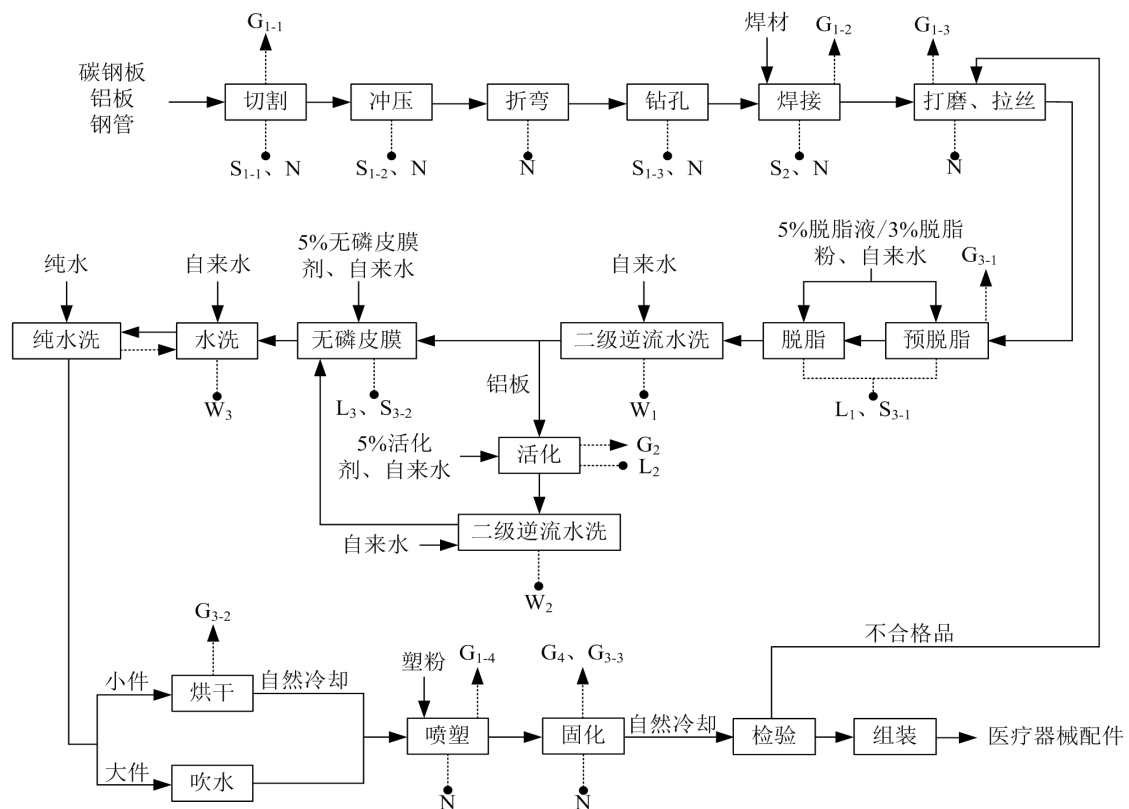 G1-1
焊材
G1-2
G1-3
碳钢板
铝板
钢管
切割
冲压
折弯
钻孔
焊接
打磨、拉丝
S1-1、N
S1-2、N
N
S1-3、N
S2、N
N
5%脱脂液/3%脱脂
粉、自来水
G3-1
5%无磷皮膜
剂、自来水
纯水
自来水
自来水
纯水洗
水洗
无磷皮膜
二级逆流水洗
脱脂
预脱脂
铝板
W3
L3、S3-2
W1
L1、S3-1
5%活化
剂、自来水
活化
G2
L2
二级逆流水洗
自来水
W2
G3-2
不合格品
塑粉
G1-4
G4、G3-3
小件
烘干
自然冷却
喷塑
固化
自然冷却
检验
组装
医疗器械配件
大件
吹水
N
N